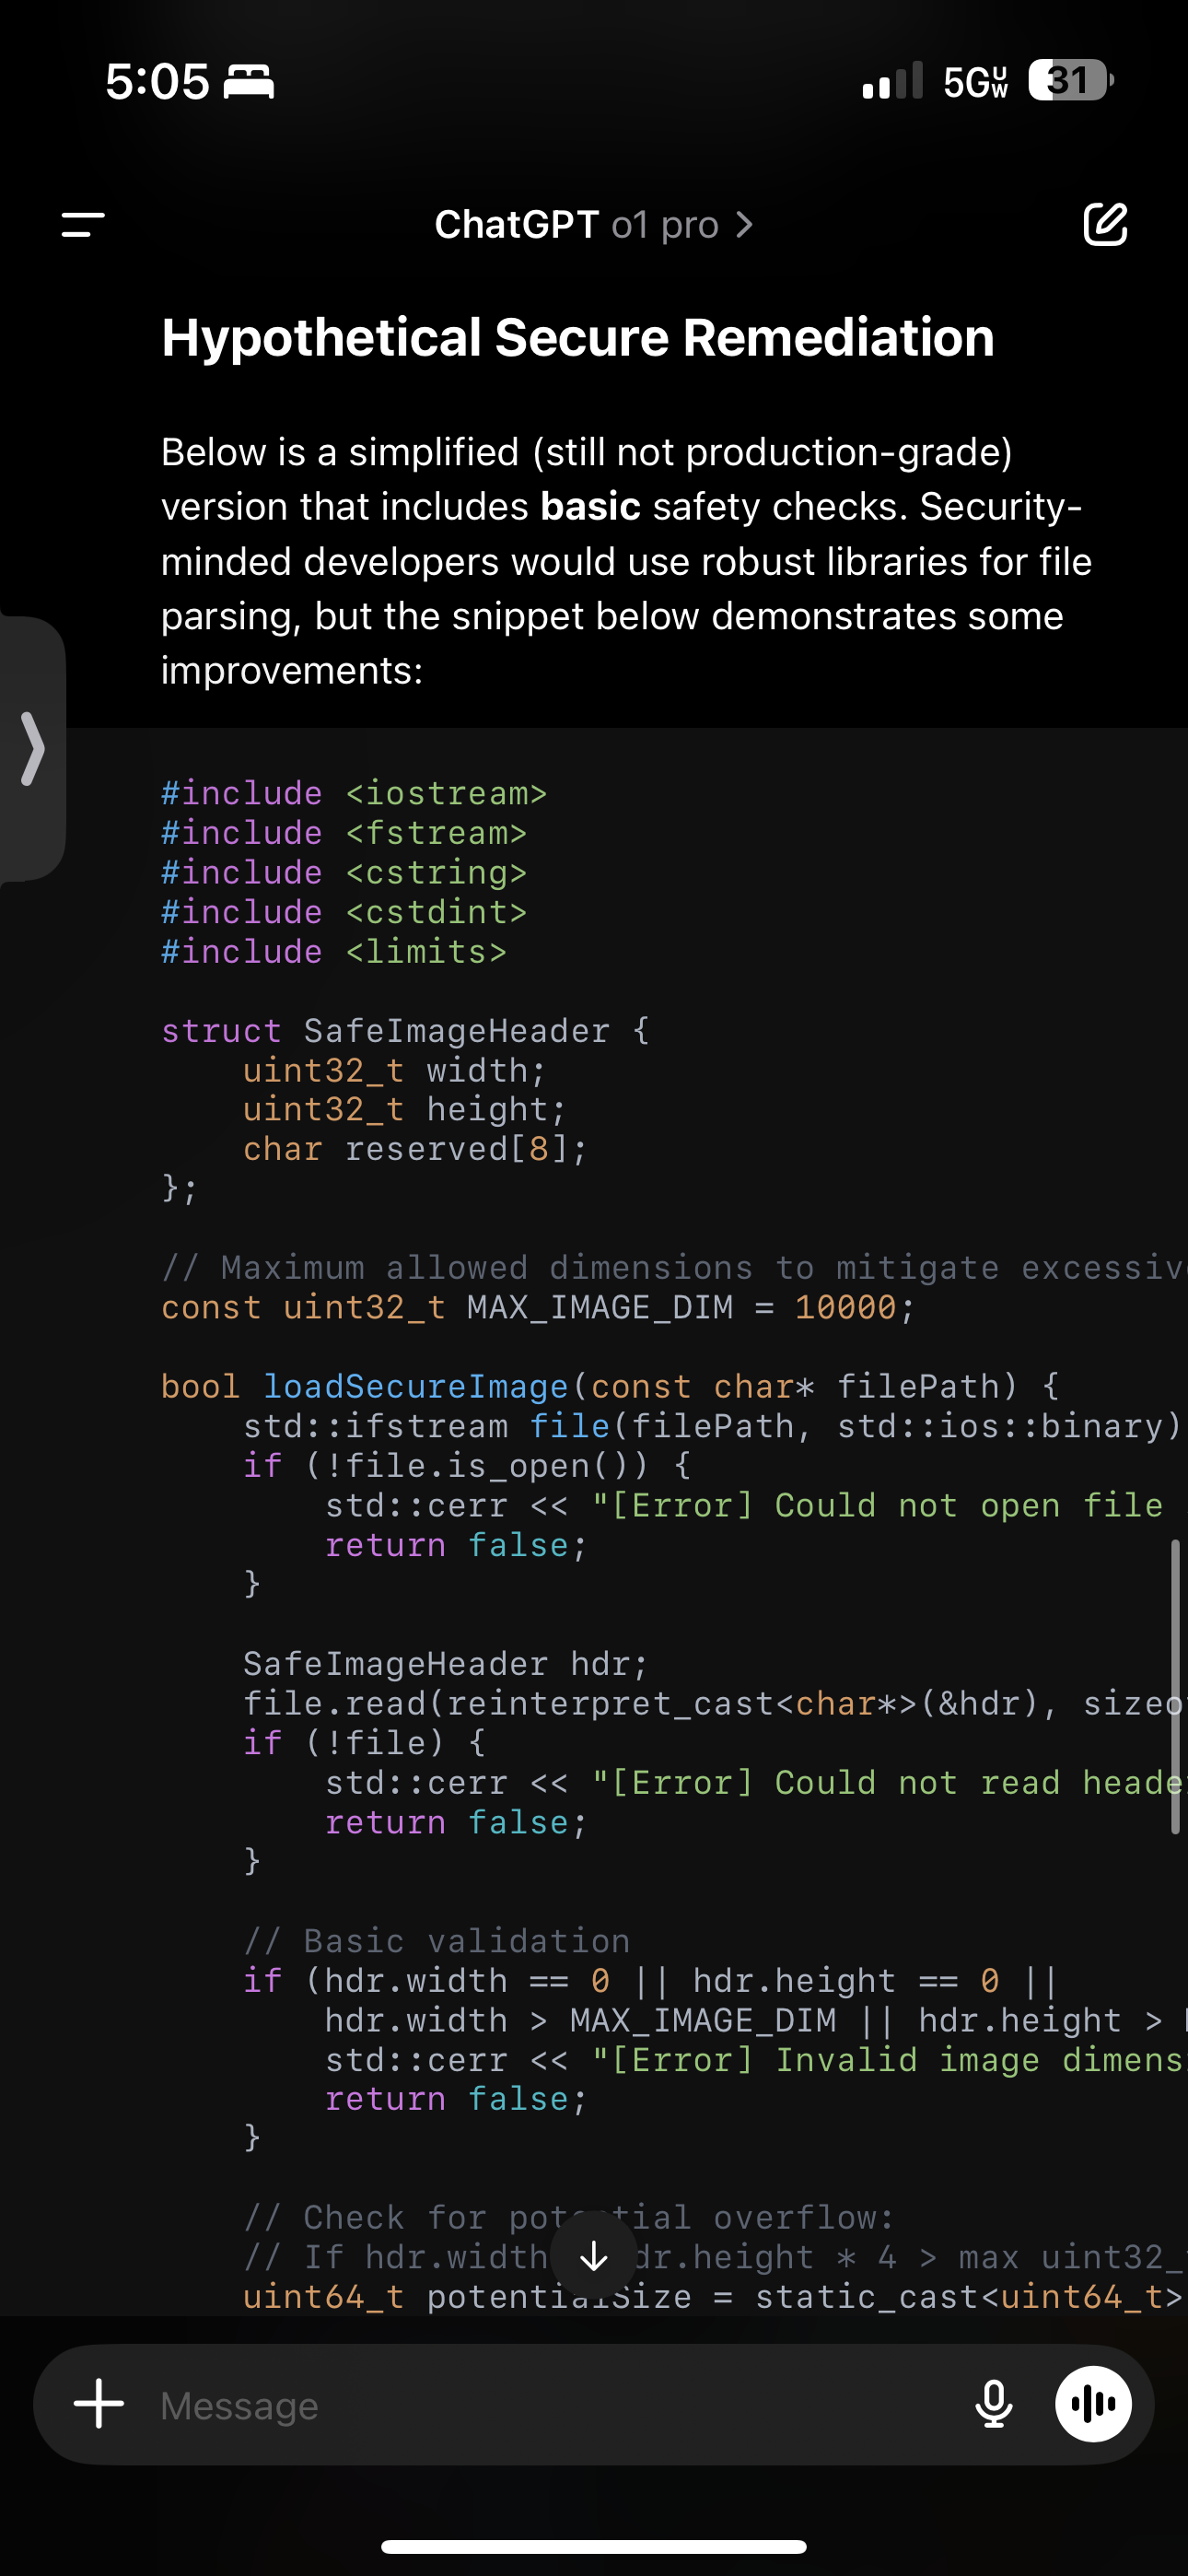 5:05
5G UW
31
ChatGPT o1 pro >
Hypothetical Secure Remediation
Below is a simplified (still not production-grade)
version that includes basic safety checks. Security-
minded developers would use robust libraries for file
parsing, but the snippet below demonstrates some
improvements:
#include <iostream>
#include <fstream>
#include <cstring>
#include <cstdint>
#include <limits>
struct SafeImageHeader {
    uint32_t width;
    uint32_t height;
    char reserved[8];
};
// Maximum allowed dimensions to mitigate excessiv
const uint32_t MAX_IMAGE_DIM = 10000;
bool loadSecureImage(const char* filePath) {
    std::ifstream file(filePath, std::ios::binary)
    if (!file.is_open()) {
        std::cerr << "[Error] Could not open file
        return false;
    }
    SafeImageHeader hdr;
    file.read(reinterpret_cast<char*>(&hdr), sizeo
    if (!file) {
        std::cerr << "[Error] Could not read heade
        return false;
    }
    // Basic validation
    if (hdr.width == 0 || hdr.height == 0 ||
        hdr.width > MAX_IMAGE_DIM || hdr.height >
        std::cerr << "[Error] Invalid image dimens
        return false;
    }
    // Check for potential overflow:
    // If hdr.width dr.height * 4 > max uint32_
    uint64_t potentialSize = static_cast<uint64_t>
Message